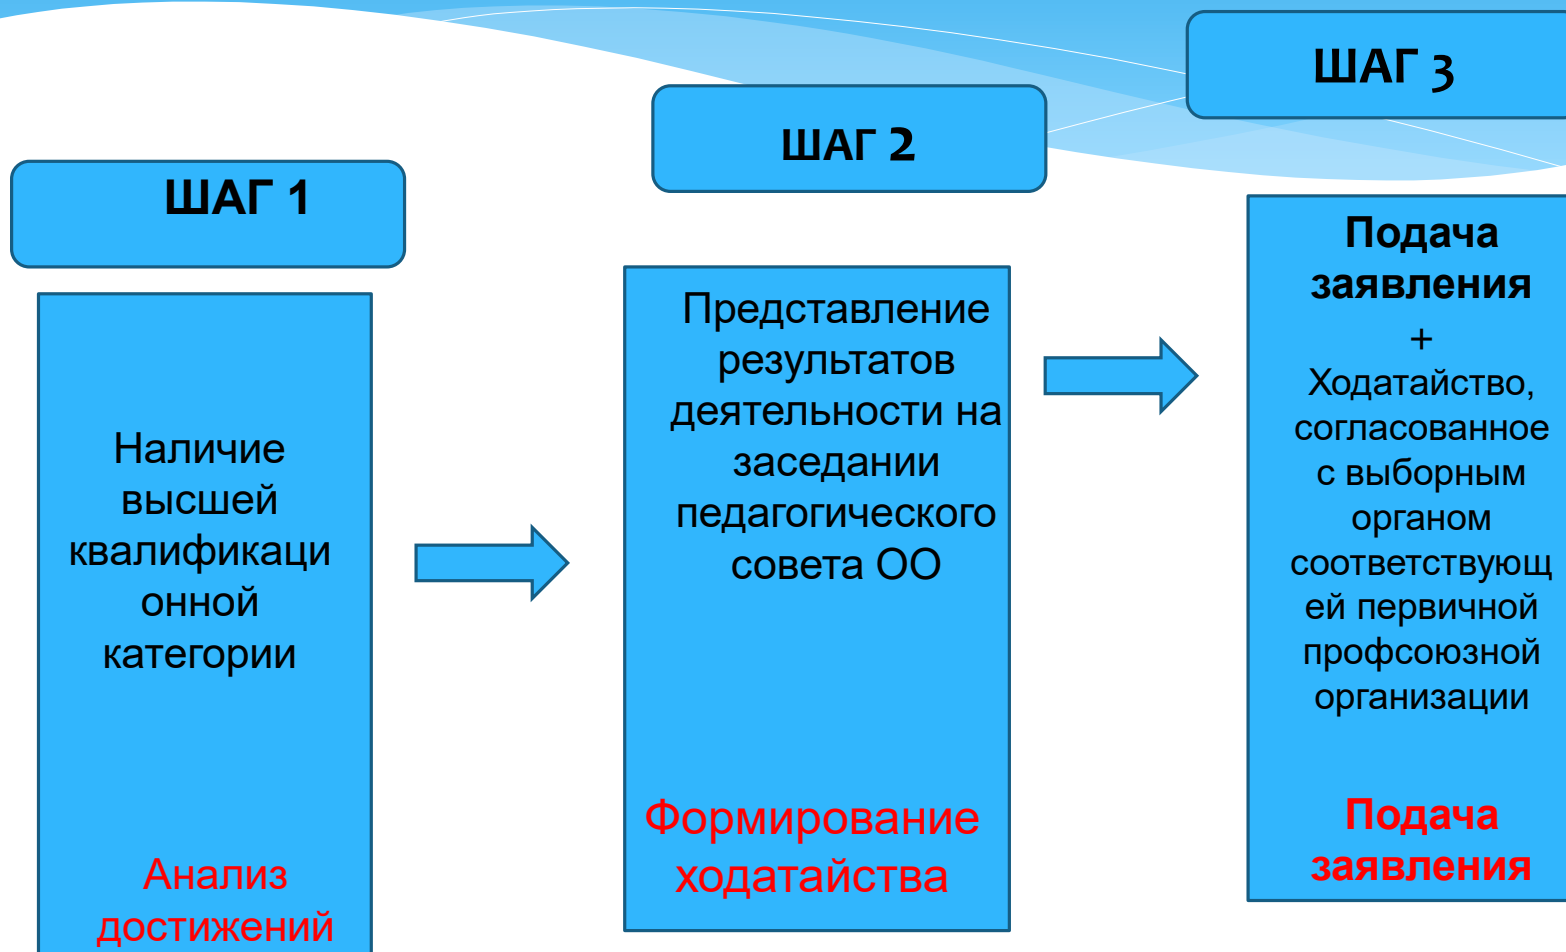 ШАГ 1
Наличие
высшей
квалификаци
онной
категории
Анализ
достижений
ШАГ 2
Представление
результатов
деятельности на
заседании
педагогического
совета ОО
Формирование
ходатайства
ШАГ 3
Подача
заявления
+
Ходатайство,
согласованное
с выборным
органом
соответствующ
ей первичной
профсоюзной
организации
Подача
заявления